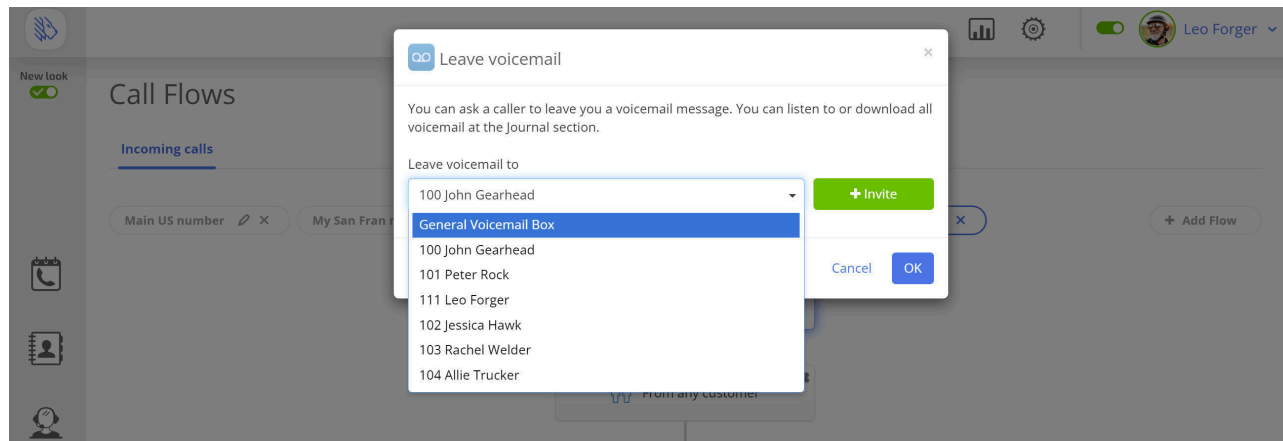 Leave voicemail
×
Leo Forger
New look
Call Flows
You can ask a caller to leave you a voicemail message. You can listen to or download all
voicemail at the Journal section.
Incoming calls
Leave voicemail to
100 John Gearhead
+ Invite
Main US number
My San Fran
+ Add Flow
General Voicemail Box
100 John Gearhead
101 Peter Rock
111 Leo Forger
102 Jessica Hawk
103 Rachel Welder
104 Allie Trucker
Cancel
OK
From any customer